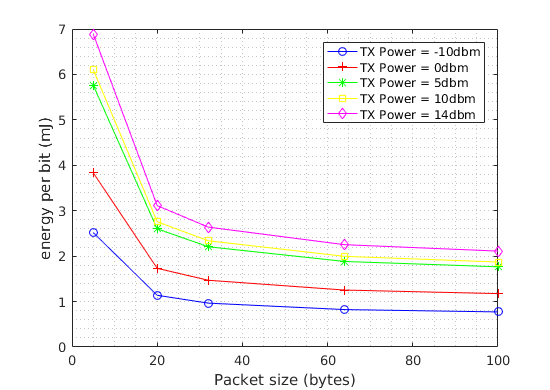 7
6
5
4
3
2
1
0
energy per bit (mJ)
TX Power = -10dbm
TX Power = 0dbm
TX Power = 5dbm
TX Power = 10dbm
TX Power = 14dbm
0 20 40 60 80 100
Packet size (bytes)